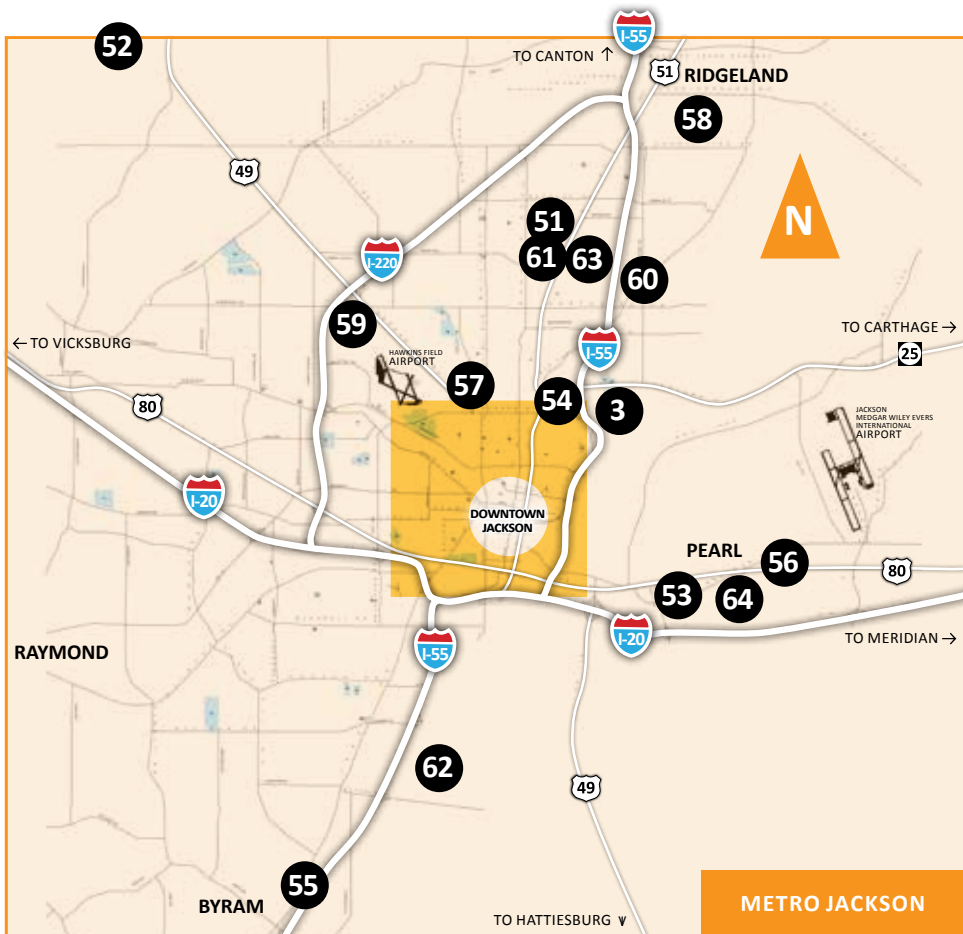 I-55
52
TO CANTON ↑
51
RIDGELAND
58
49
N
51
I-220
61
63
60
59
TO CARTHAGE →
← TO VICKSBURG
I-55
25
HAWKINS FIELD
AIRPORT
57
54
3
80
JACKSON
MEDGAR WILEY EVERS
INTERNATIONAL
AIRPORT
I-20
DOWNTOWN
JACKSON
PEARL
56
80
53
64
I-20
TO MERIDIAN →
I-55
RAYMOND
62
49
55
BYRAM
METRO JACKSON
TO HATTIESBURG